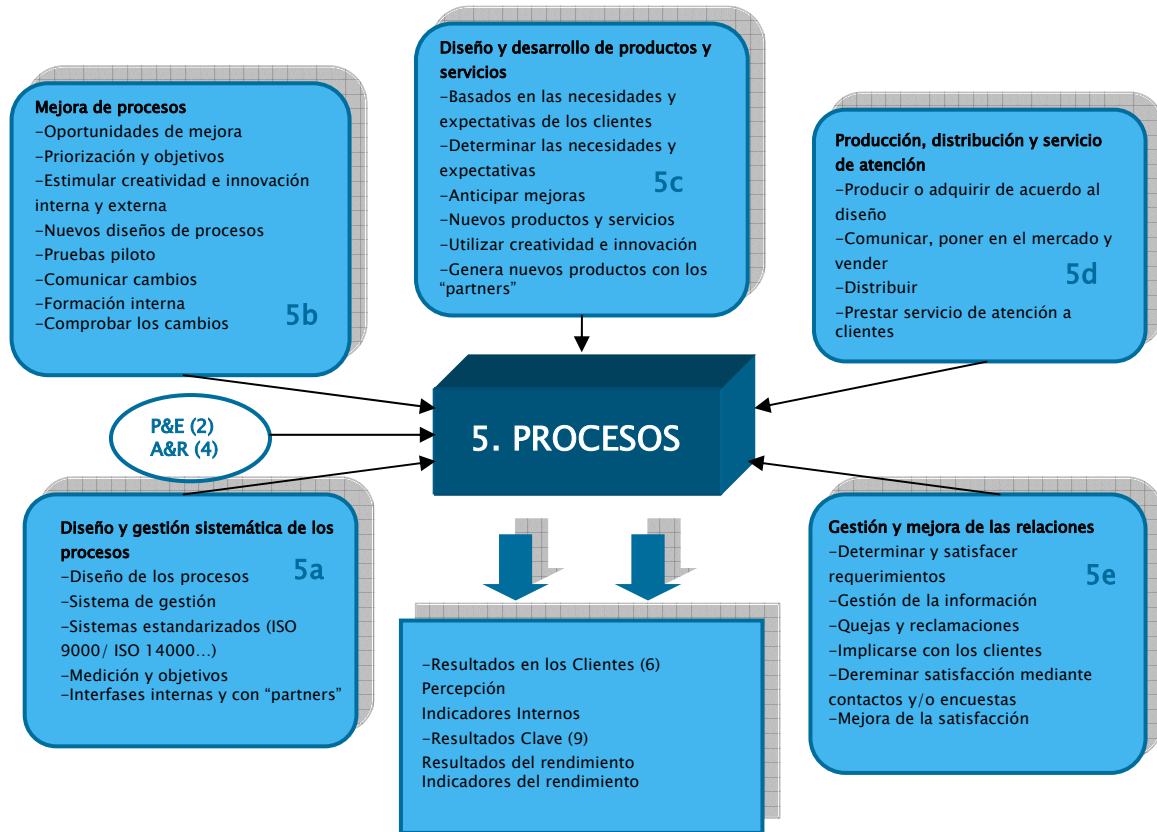 Mejora de procesos
-Oportunidades de mejora
-Priorización y objetivos
-Estimular creatividad e innovación
interna y externa
-Nuevos diseños de procesos
-Pruebas piloto
-Comunicar cambios
-Formación interna
-Comprobar los cambios
5b
Diseño y desarrollo de productos y
servicios
-Basados en las necesidades y
expectativas de los clientes
-Determinar las necesidades y
expectativas
-Anticipar mejoras
-Nuevos productos y servicios
-Utilizar creatividad e innovación
-Genera nuevos productos con los
“partners”
5c
Producción, distribución y servicio
de atención
-Producir o adquirir de acuerdo al
diseño
-Comunicar, poner en el mercado y
vender
-Distribuir
-Prestar servicio de atención a
clientes
5d
P&E (2)
A&R (4)
5. PROCESOS
Diseño y gestión sistemática de los
procesos
-Diseño de los procesos
-Sistema de gestión
-Sistemas estandarizados (ISO
9000/ ISO 14000...)
-Medición y objetivos
-Interfases internas y con “partners”
5a
-Resultados en los Clientes (6)
Percepción
Indicadores Internos
-Resultados Clave (9)
Resultados del rendimiento
Indicadores del rendimiento
Gestión y mejora de las relaciones
-Determinar y satisfacer
requerimientos
-Gestión de la información
-Quejas y reclamaciones
-Implicarse con los clientes
-Dereminar satisfacción mediante
contactos y/o encuestas
-Mejora de la satisfacción
5e